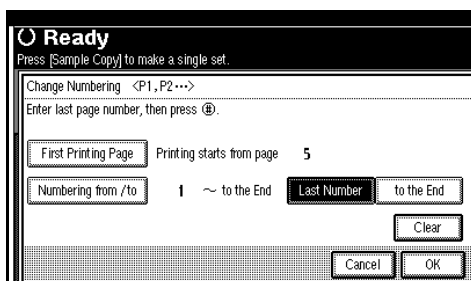 Ready
Press [Sample Copy] to make a single set.
Change Numbering <P1,P2⋯>
Enter last page number, then press ⊕.
First Printing Page Printing starts from page 5
Numbering from /to 1 ~ to the End Last Number to the End
Clear
Cancel OK